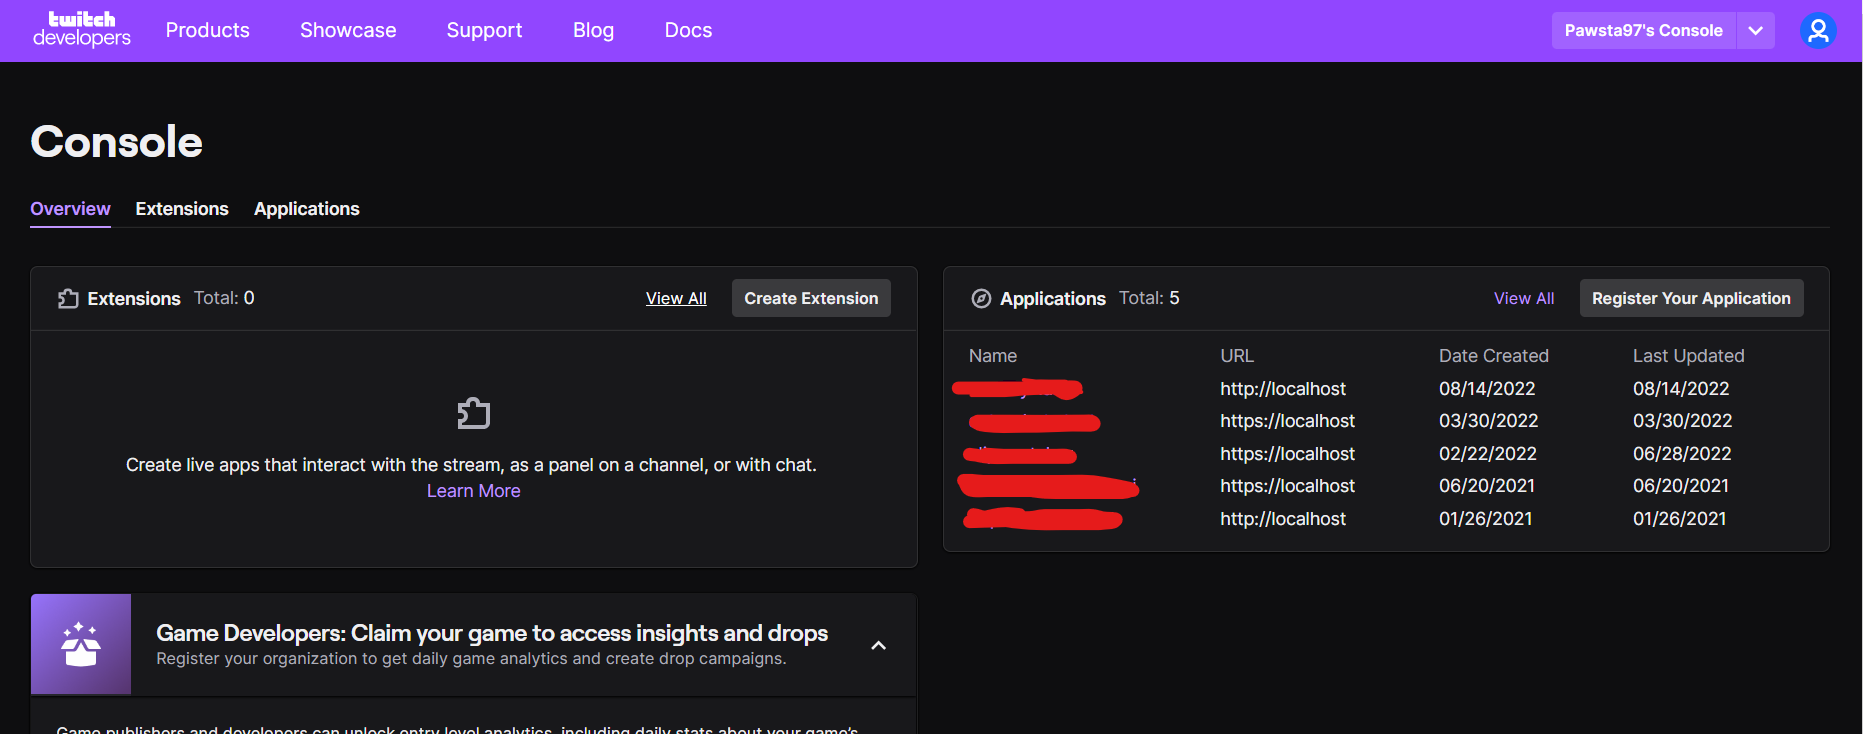 twitch developers Products Showcase Support Blog Docs Pawsta97's Console
Console
Overview Extensions Applications
Extensions Total: 0 View All Create Extension
Create live apps that interact with the stream, as a panel on a channel, or with chat.
Learn More
Applications Total: 5 View All Register Your Application
Name URL Date Created Last Updated
http://localhost 08/14/2022 08/14/2022
https://localhost 03/30/2022 03/30/2022
https://localhost 02/22/2022 06/28/2022
https://localhost 06/20/2021 06/20/2021
http://localhost 01/26/2021 01/26/2021
Game Developers: Claim your game to access insights and drops
Register your organization to get daily game analytics and create drop campaigns.
Game publishers and developers can unlock entry level analytics, including daily stats about your game's